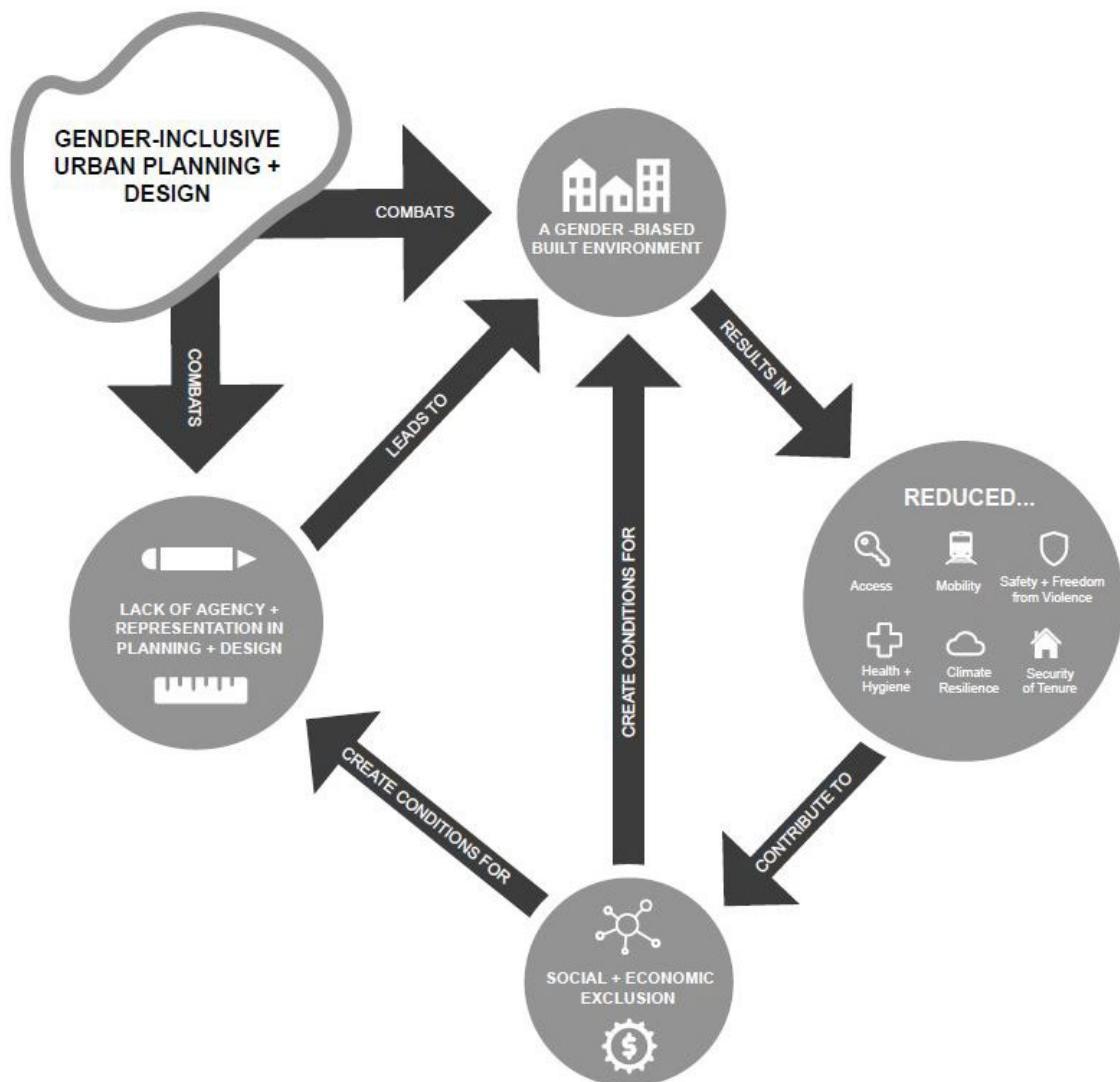 GENDER-INCLUSIVE
URBAN PLANNING +
DESIGN
COMBATS
COMBATS
A GENDER -BIASED
BUILT ENVIRONMENT
RESULTS IN
REDUCED...
Access
Mobility
Safety + Freedom
from Violence
Health +
Hygiene
Climate
Resilience
Security
of Tenure
CONTRIBUTE TO
SOCIAL + ECONOMIC
EXCLUSION
$
CREATE CONDITIONS FOR
CREATE CONDITIONS FOR
LACK OF AGENCY +
REPRESENTATION IN
PLANNING + DESIGN
LEADS TO